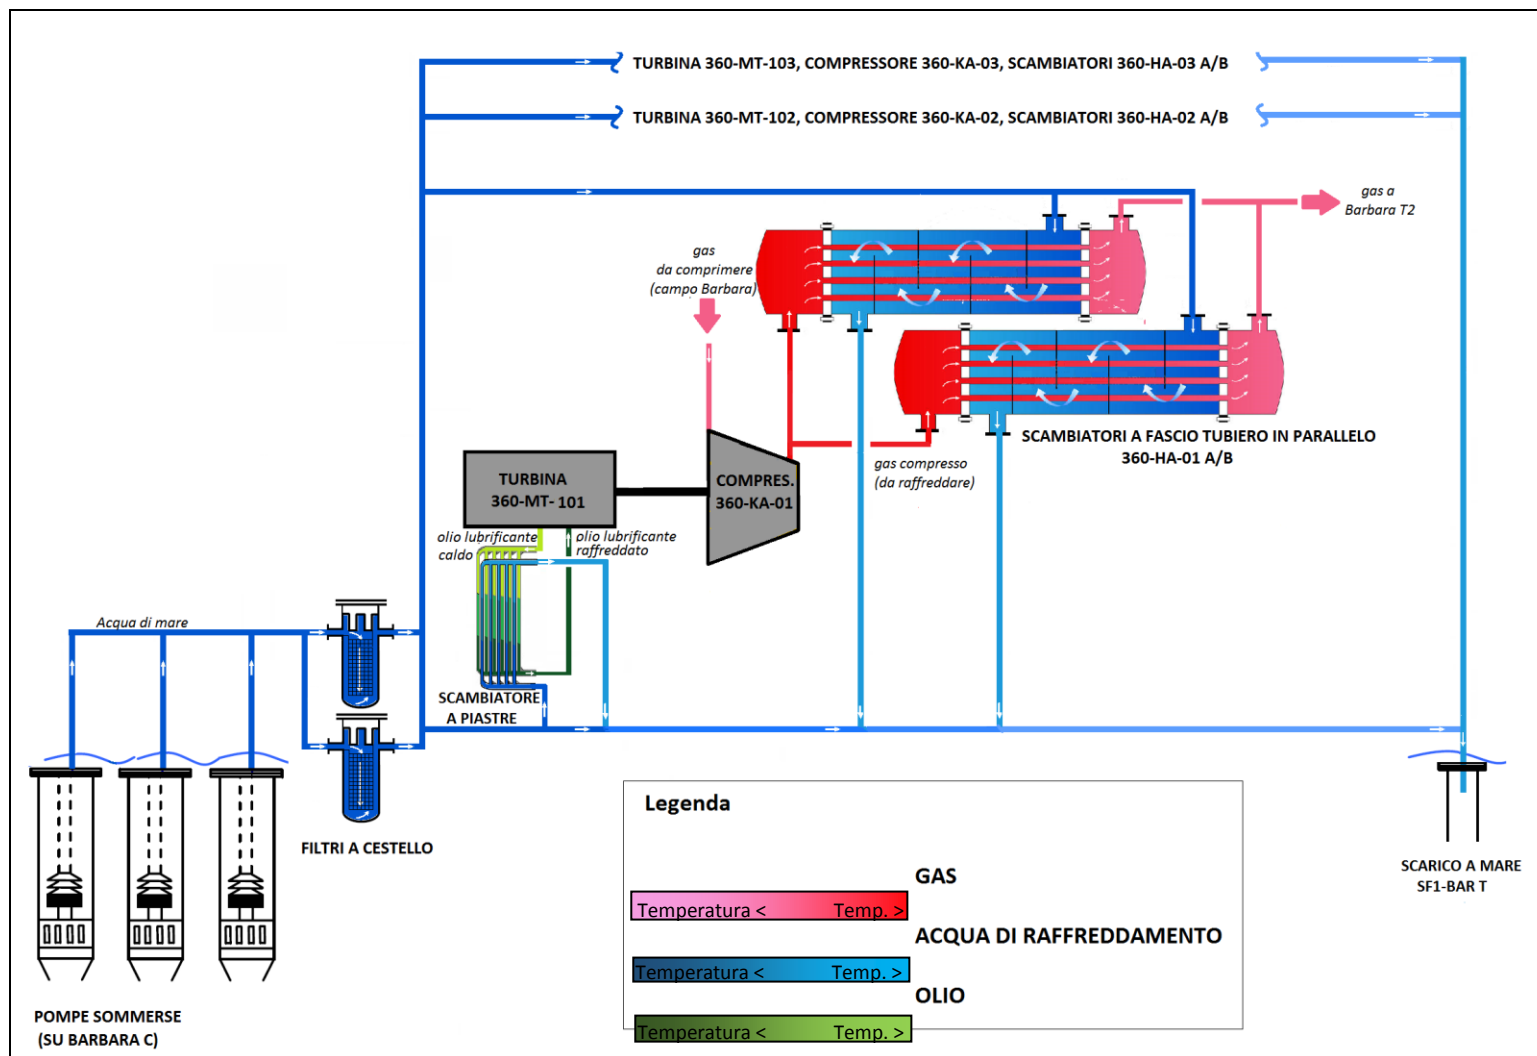 TURBINA 360-MT-103, COMPRESSORE 360-KA-03, SCAMBIATORI 360-HA-03 A/B
TURBINA 360-MT-102, COMPRESSORE 360-KA-02, SCAMBIATORI 360-HA-02 A/B
gas a
Barbara T2
gas
da comprimere
(campo Barbara)
SCAMBIATORI A FASCIO TUBIERO IN PARALLELO
360-HA-01 A/B
gas compresso
(da raffreddare)
TURBINA
360-MT-101
COMPRES.
360-KA-01
olio lubrificante
caldo
olio lubrificante
raffreddato
Acqua di mare
SCAMBIATORE
A PIASTRE
FILTRI A CESTELLO
POMPE SOMMERSE
(SU BARBARA C)
SCARICO A MARE
SF1-BAR T
Legenda
GAS
Temperatura < Temp. >
ACQUA DI RAFFREDDAMENTO
Temperatura < Temp. >
OLIO
Temperatura < Temp. >